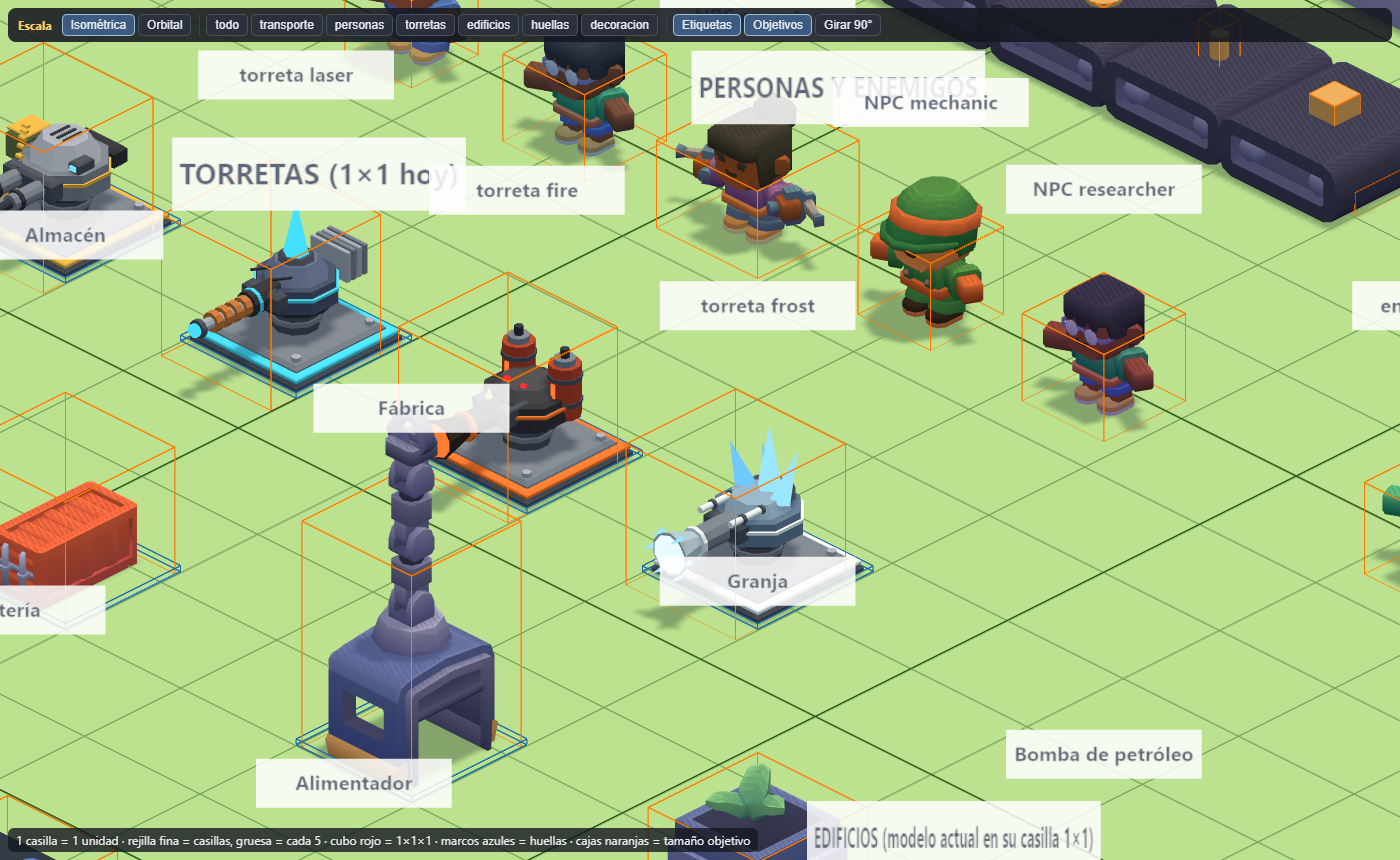 Escala Isométrica Orbital todo transporte personas torretas edificios huellas decoracion Etiquetas Objetivos Girar 90°
torreta laser
PERSONAS Y ENEMIGOS
NPC mechanic
TORRETAS (1×1 hoy)
torreta fire
NPC researcher
Almacén
torreta frost
en
Fábrica
Granja
tería
Bomba de petróleo
Alimentador
EDIFICIOS (modelo actual en su casilla 1×1)
1 casilla = 1 unidad · rejilla fina = casillas, gruesa = cada 5 · cubo rojo = 1×1×1 · marcos azules = huellas · cajas naranjas = tamaño objetivo